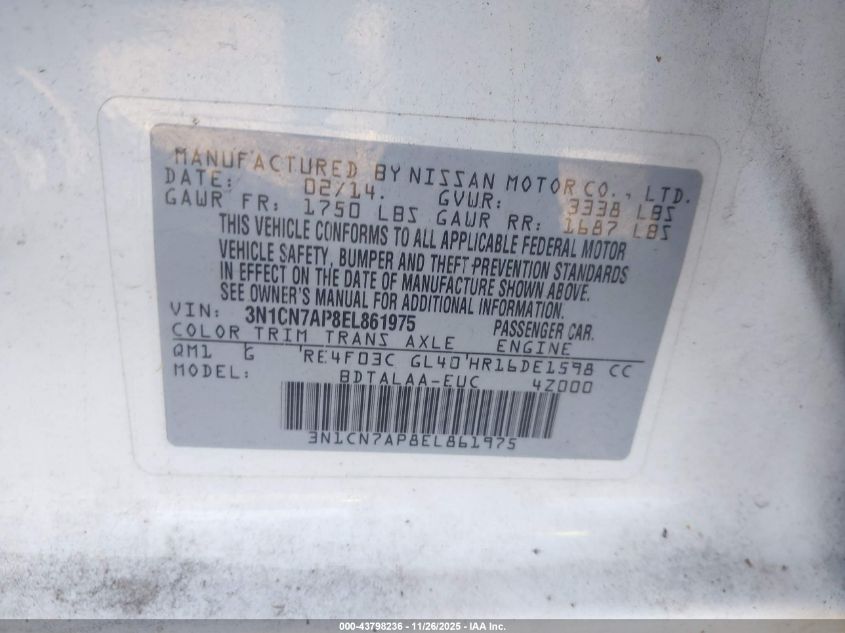 MANUFACTURED BY NISSAN MOTOR CO., LTD.
DATE: 02/14. GVWR: 3338 LBS
GAWR FR: 1750 LBS GAWR RR: 1687 LBS
THIS VEHICLE CONFORMS TO ALL APPLICABLE FEDERAL MOTOR
VEHICLE SAFETY, BUMPER AND THEFT PREVENTION STANDARDS
IN EFFECT ON THE DATE OF MANUFACTURE SHOWN ABOVE.
SEE OWNER'S MANUAL FOR ADDITIONAL INFORMATION.
VIN: 3N1CN7AP8EL861975 PASSENGER CAR.
COLOR TRIM TRANS AXLE ENGINE
QM1 G RE4F03C GL40 HR16DE1598 CC
MODEL: BDTALAA-EUC 4Z000
3N1CN7AP8EL861975
000-43798236 - 11/26/2025 - IAA Inc.